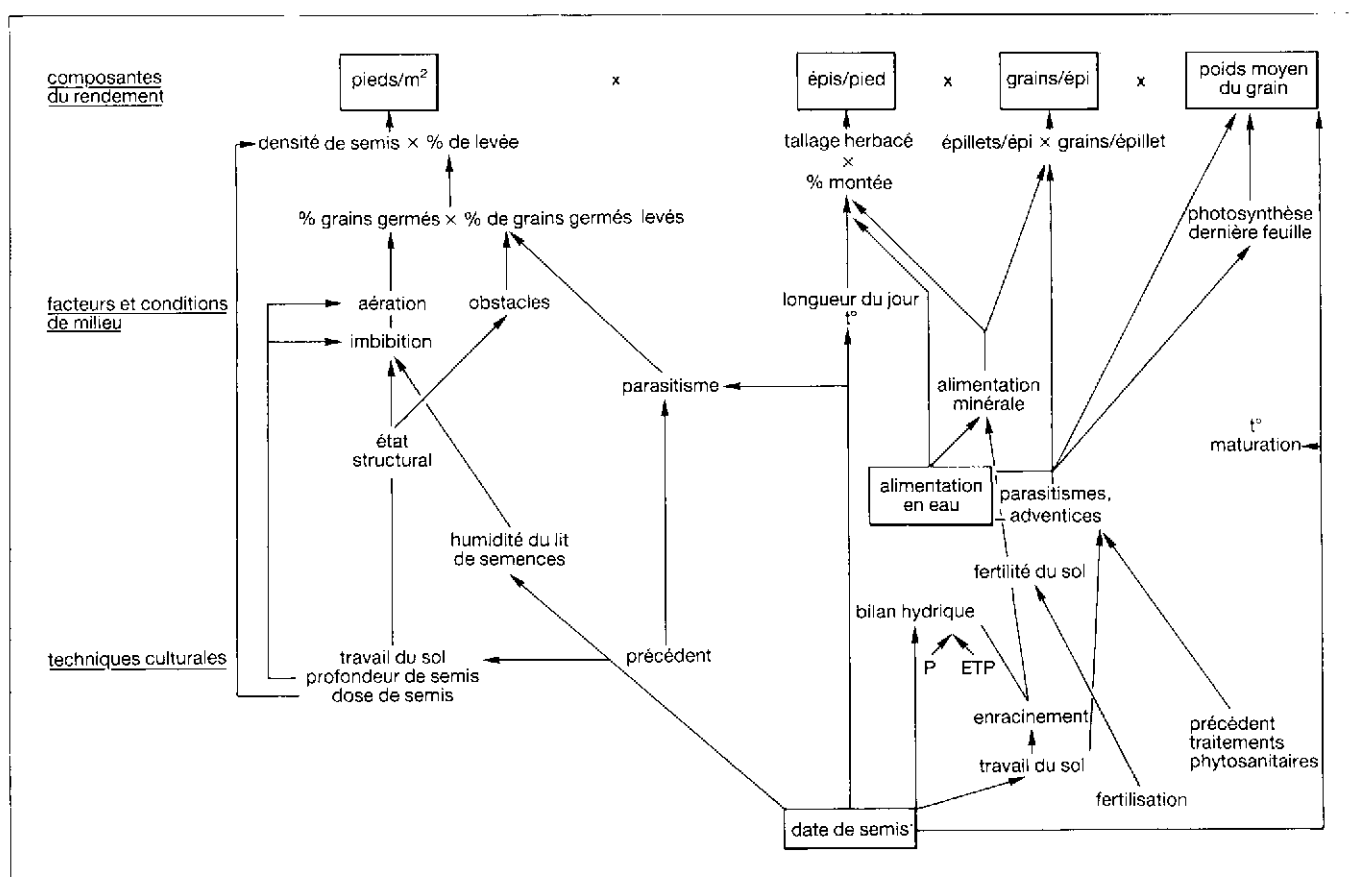 composantes
du rendement
pieds/m²
x
épis/pied
x
grains/épi
x
poids moyen
du grain
densité de semis × % de levée
tallage herbacé
×
% montée
épillets/épi × grains/épillet
% grains germés × % de grains germés levés
photosynthèse
dernière feuille
facteurs et conditions
de milieu
aération
obstacles
longueur du jour
t°
imbibition
parasitisme
alimentation
minérale
état
structural
t°
maturation
alimentation
en eau
parasitismes,
adventices
humidité du lit
de semences
fertilité du sol
bilan hydrique
techniques culturales
travail du sol
profondeur de semis
dose de semis
précédent
P
ETP
enracinement
précèdent
traitements
phytosanitaires
travail du sol
fertilisation
date de semis